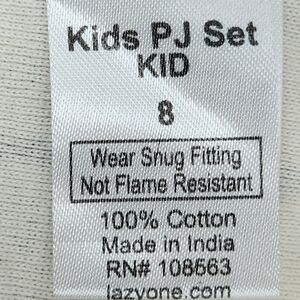 Kids PJ Set
KID
8
Wear Snug Fitting
Not Flame Resistant
100% Cotton
Made in India
RN# 108563
lazyone.com